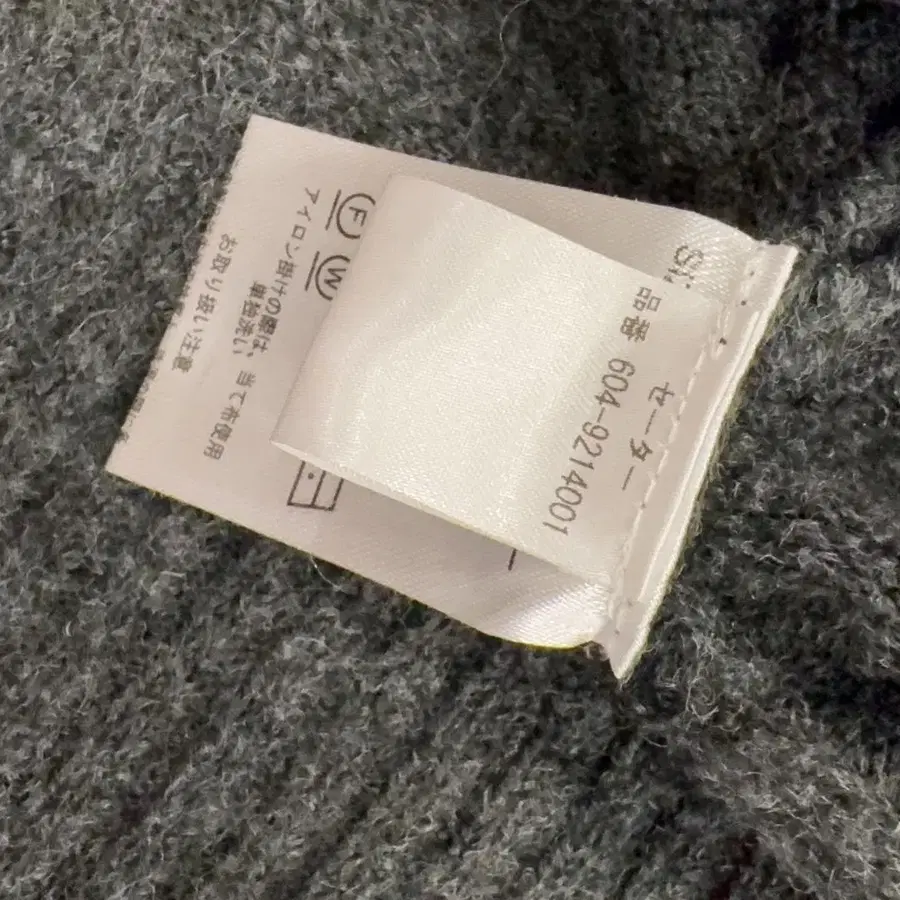 セーター
品番 604-9214001
F
W
アイロン掛けの際は、当て布使用
単独洗い
お取り扱い注意